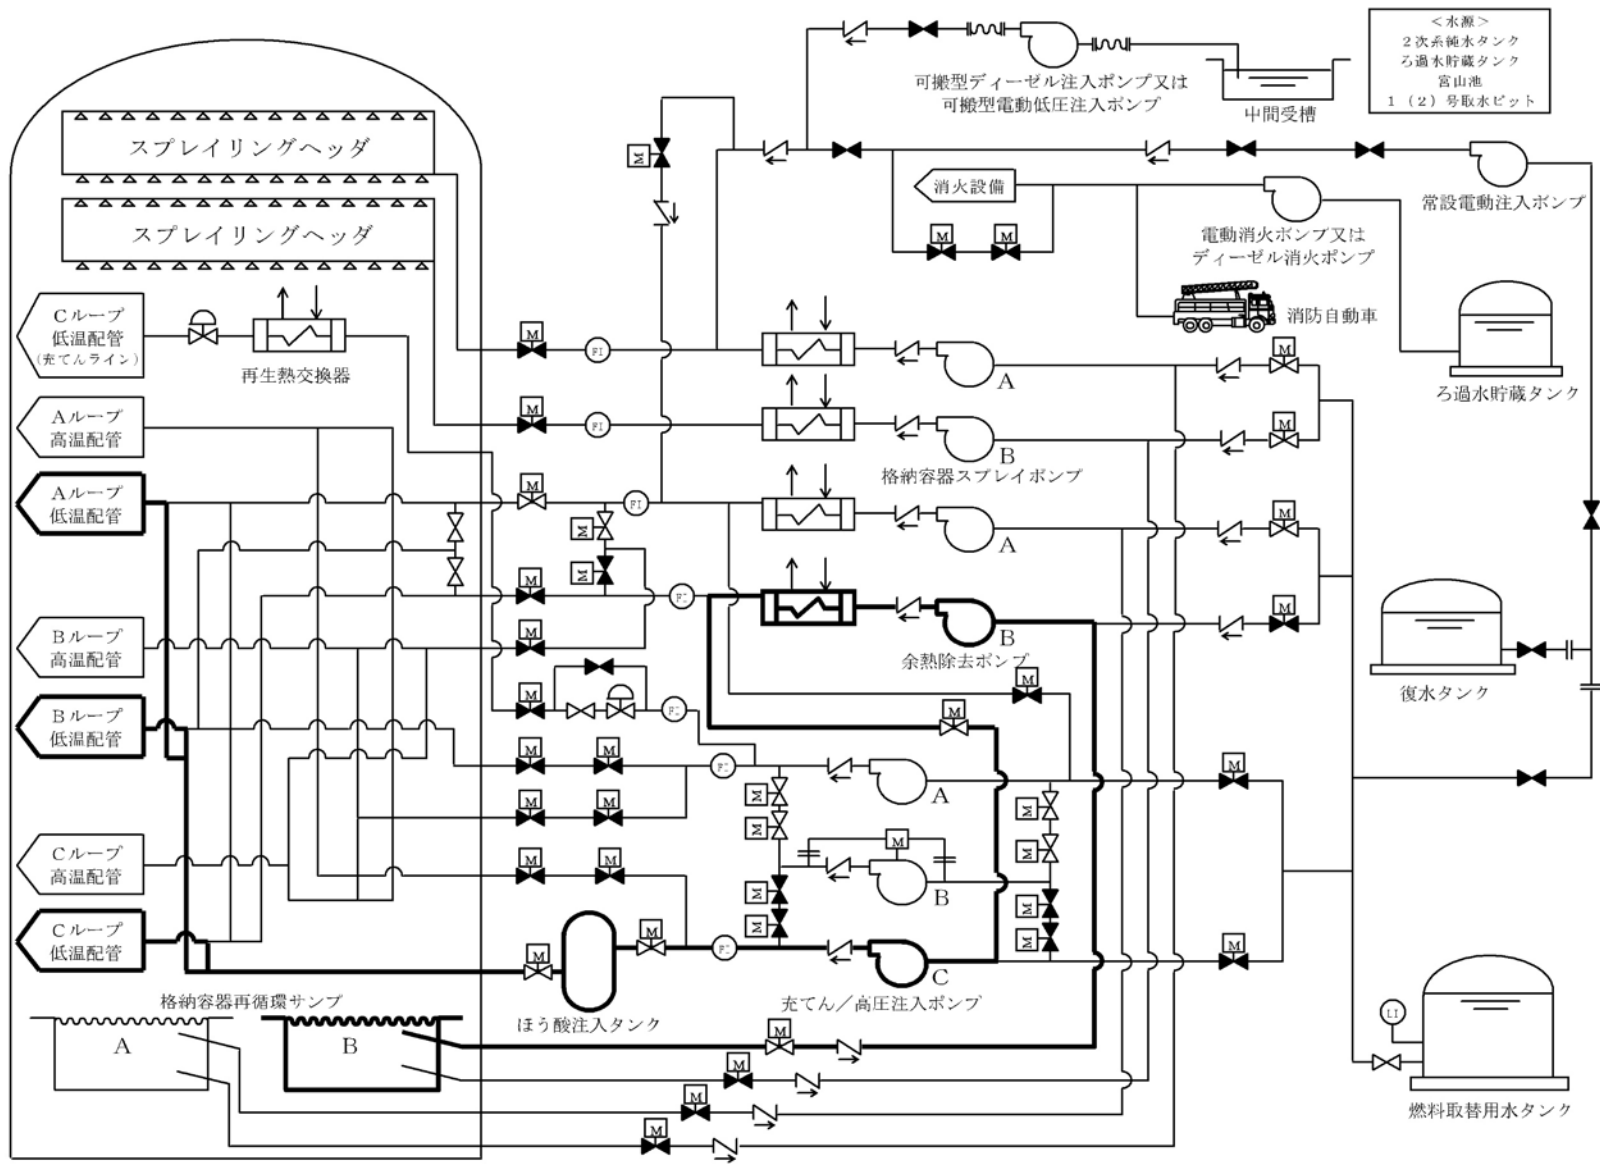 ＜水源＞
２次系純水タンク
ろ過水貯蔵タンク
宮山池
１（２）号取水ピット
可搬型ディーゼル注入ポンプ又は
可搬型電動低圧注入ポンプ
中間受槽
スプレイリングヘッダ
M
消火設備
常設電動注入ポンプ
スプレイリングヘッダ
M
M
電動消火ポンプ又は
ディーゼル消火ポンプ
消防自動車
Cループ
低温配管
(充てんライン)
再生熱交換器
M
FI
A
M
ろ過水貯蔵タンク
Aループ
高温配管
M
FI
B
M
格納容器スプレイポンプ
Aループ
低温配管
M
FI
M
A
M
M
M
FI
B
M
余熱除去ポンプ
Bループ
高温配管
M
M
復水タンク
Bループ
低温配管
M
FI
M
M
M
FI
A
M
M
M
M
M
M
M
M
B
M
Cループ
高温配管
M
M
M
M
M
M
Cループ
低温配管
M
M
FI
C
M
充てん／高圧注入ポンプ
ほう酸注入タンク
格納容器再循環サンプ
A
B
M
M
M
M
LI
燃料取替用水タンク